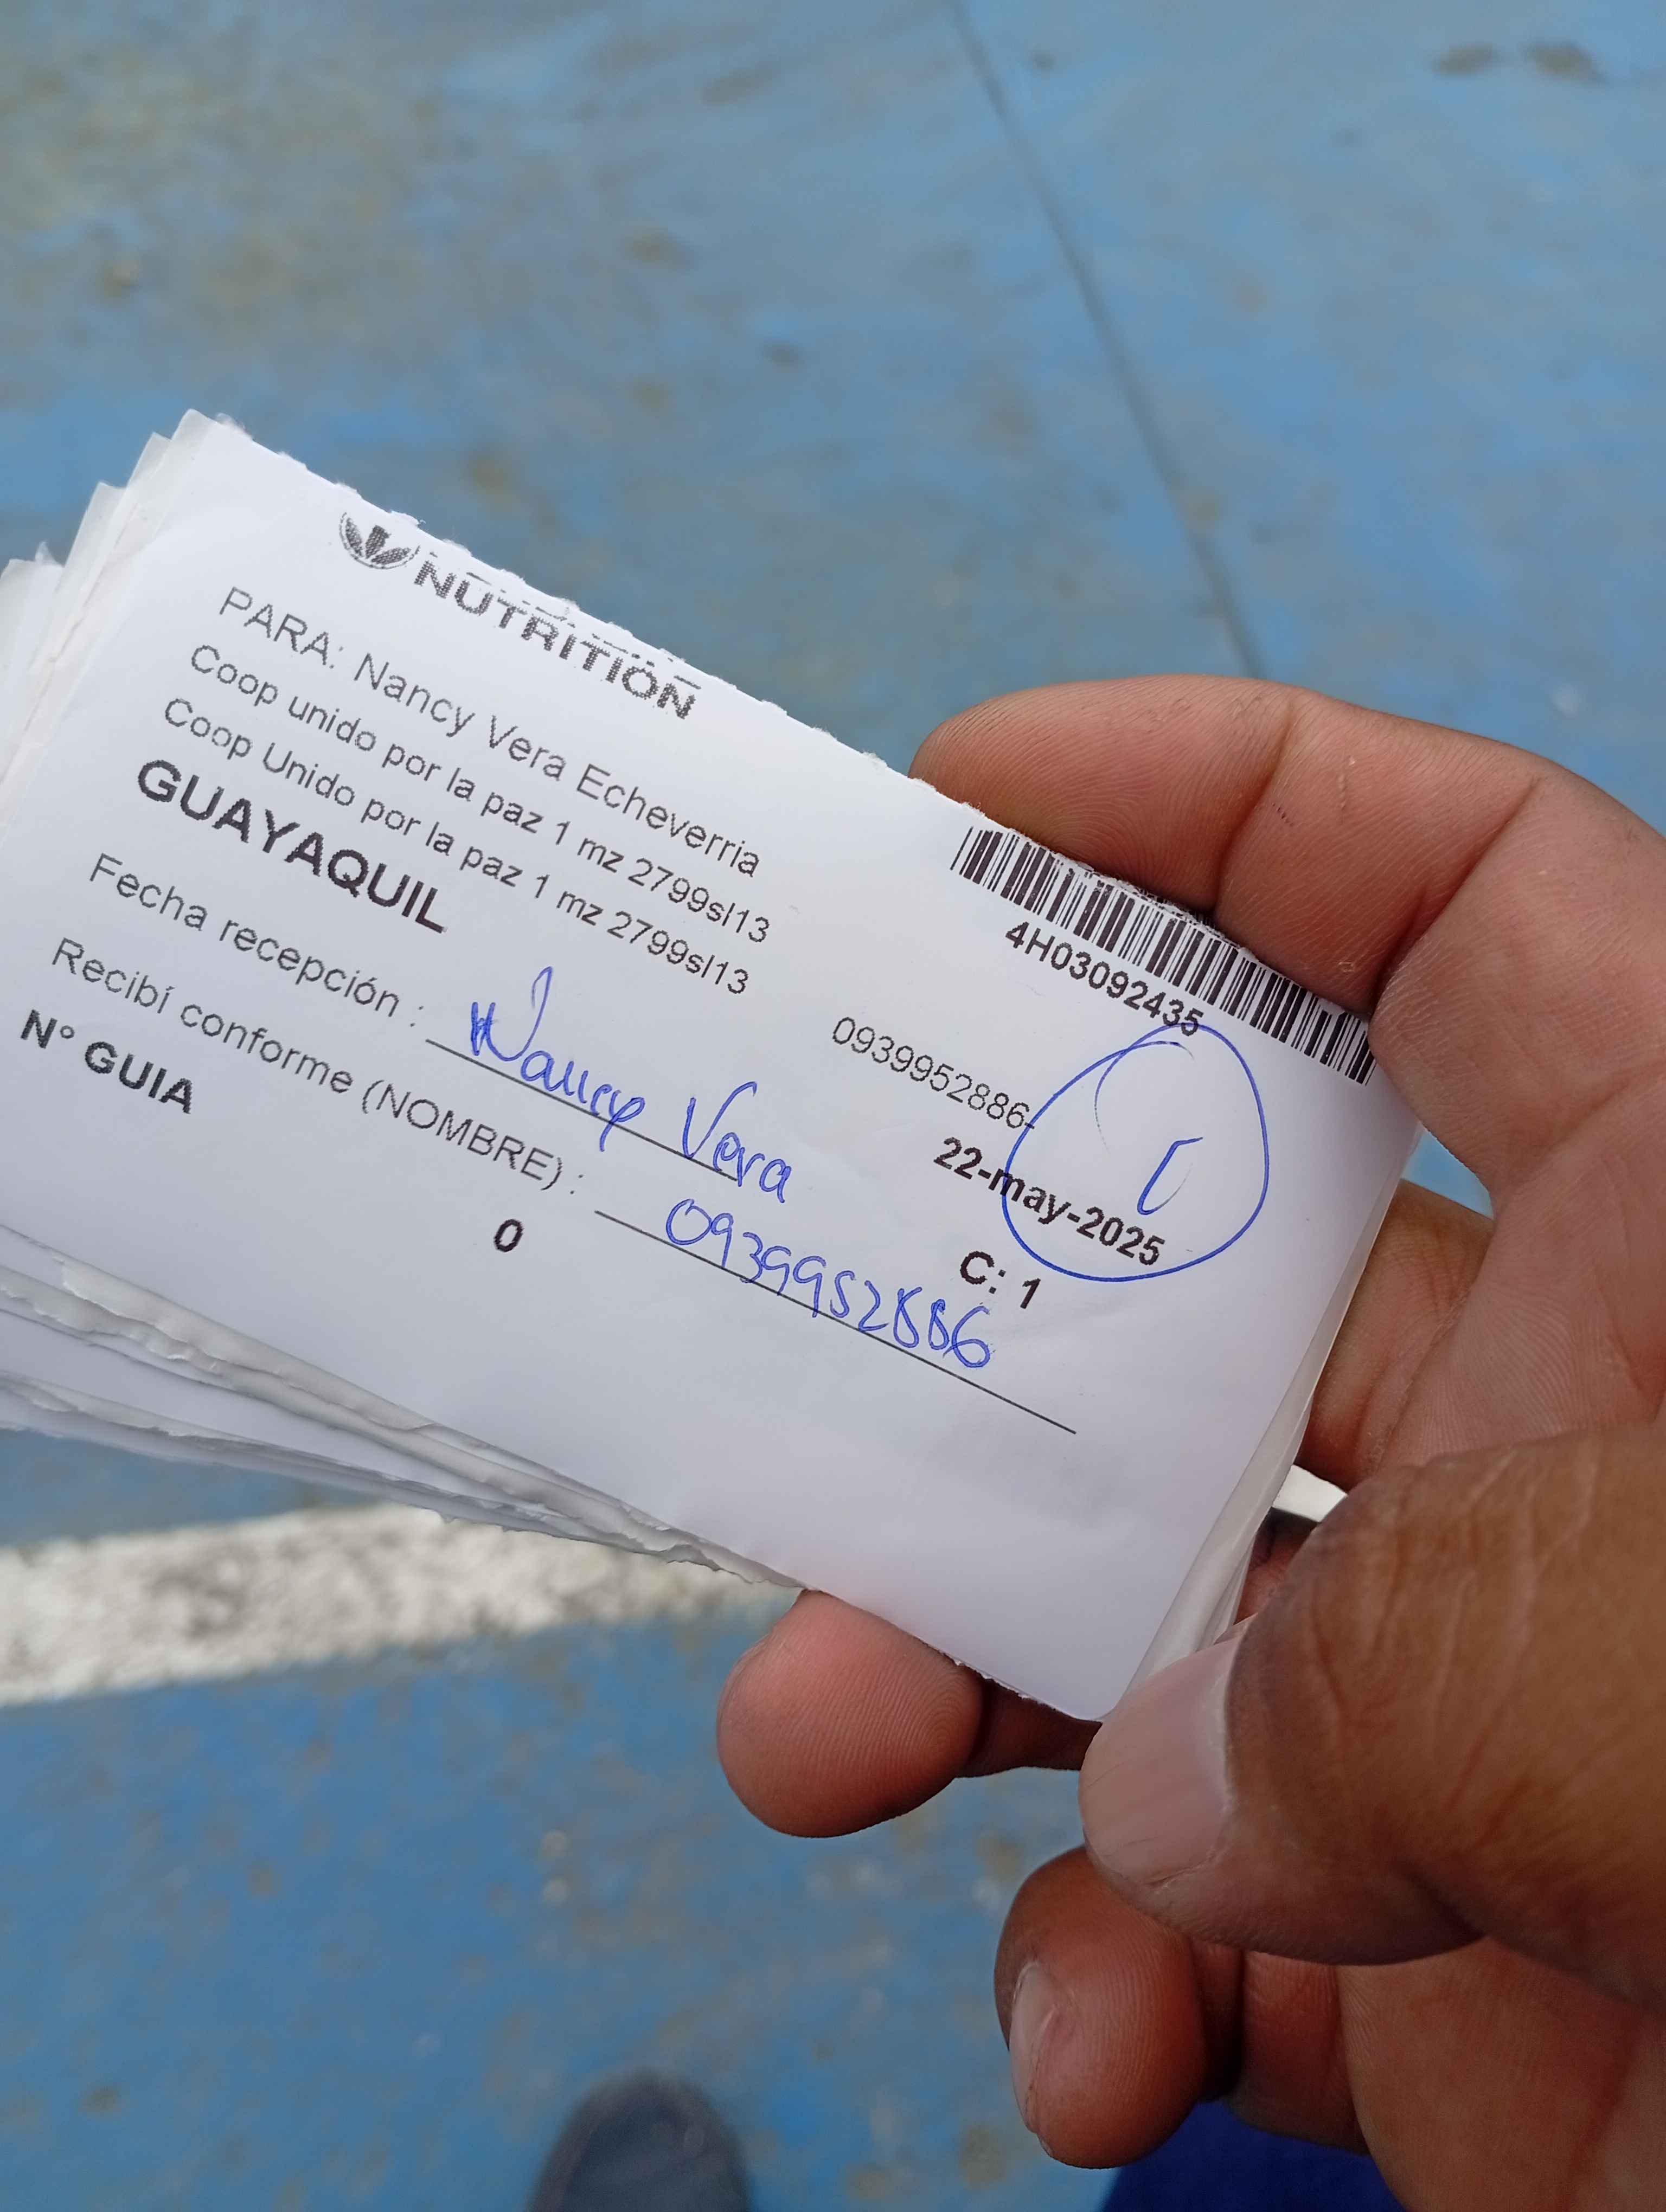 NUTRITION
PARA: Nancy Vera Echeverria
Coop unido por la paz 1 mz 2799sl13
Coop Unido por la paz 1 mz 2799sl13
GUAYAQUIL
4H03092435
0939952886-
Fecha recepción : Nancy Vera
22-may-2025
Recibí conforme (NOMBRE) : 0939952886
C: 1
N° GUIA 0